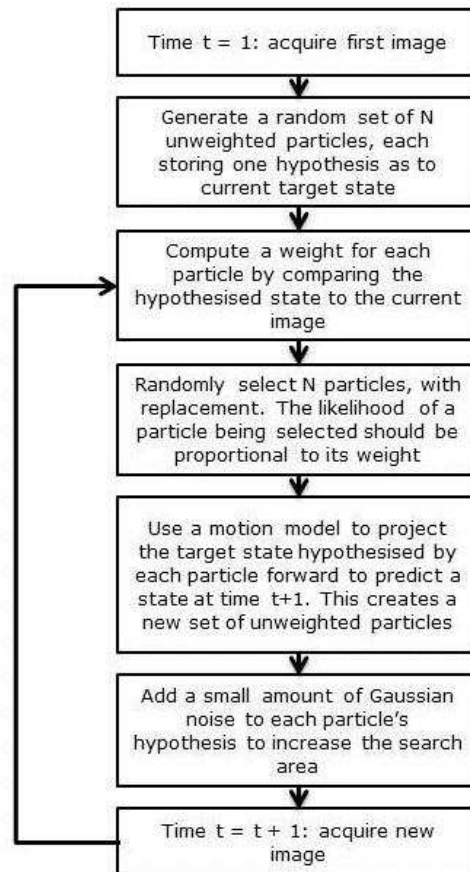 Time t = 1: acquire first image
Generate a random set of N
unweighted particles, each
storing one hypothesis as to
current target state
Compute a weight for each
particle by comparing the
hypothesised state to the current
image
Randomly select N particles, with
replacement. The likelihood of a
particle being selected should be
proportional to its weight
Use a motion model to project
the target state hypothesised by
each particle forward to predict a
state at time t+1. This creates a
new set of unweighted particles
Add a small amount of Gaussian
noise to each particle's
hypothesis to increase the search
area
Time t = t + 1: acquire new
image